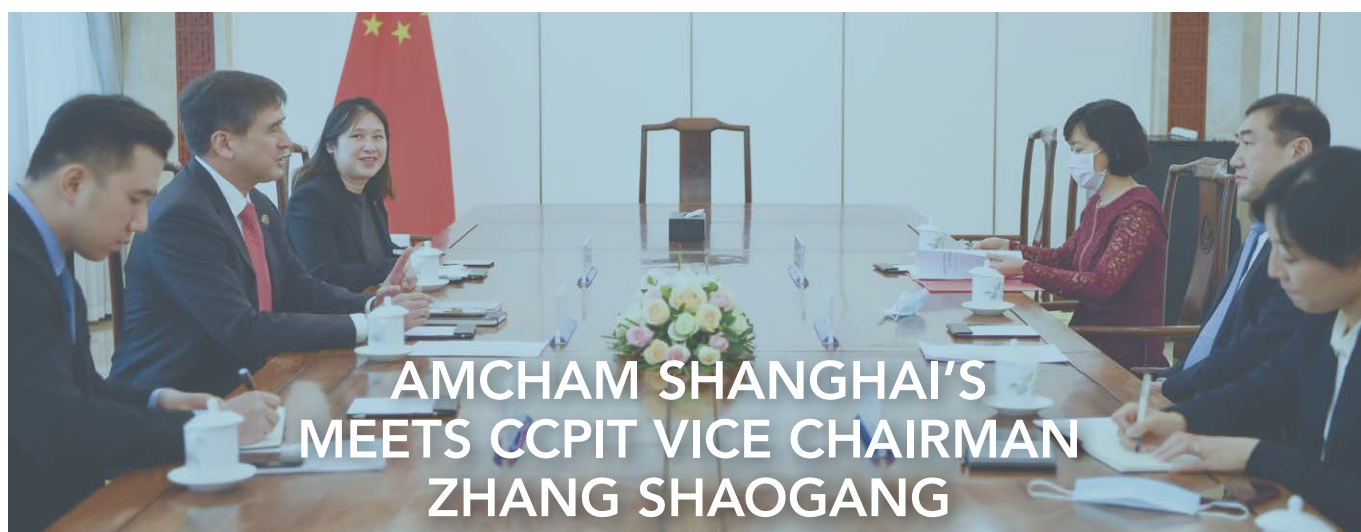 AMCHAM SHANGHAI’S
MEETS CCPIT VICE CHAIRMAN
ZHANG SHAOGANG